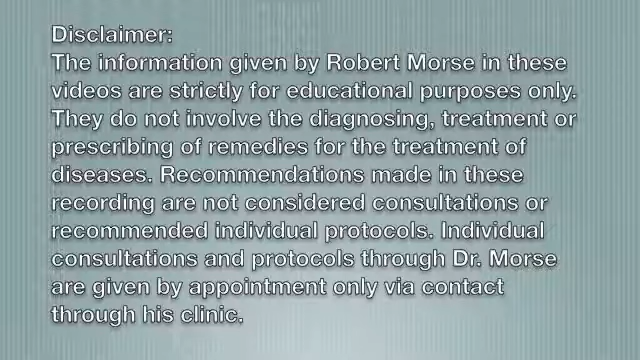 Disclaimer:
The information given by Robert Morse in these
videos are strictly for educational purposes only.
They do not involve the diagnosing, treatment or
prescribing of remedies for the treatment of
diseases. Recommendations made in these
recording are not considered consultations or
recommended individual protocols. Individual
consultations and protocols through Dr. Morse
are given by appointment only via contact
through his clinic.